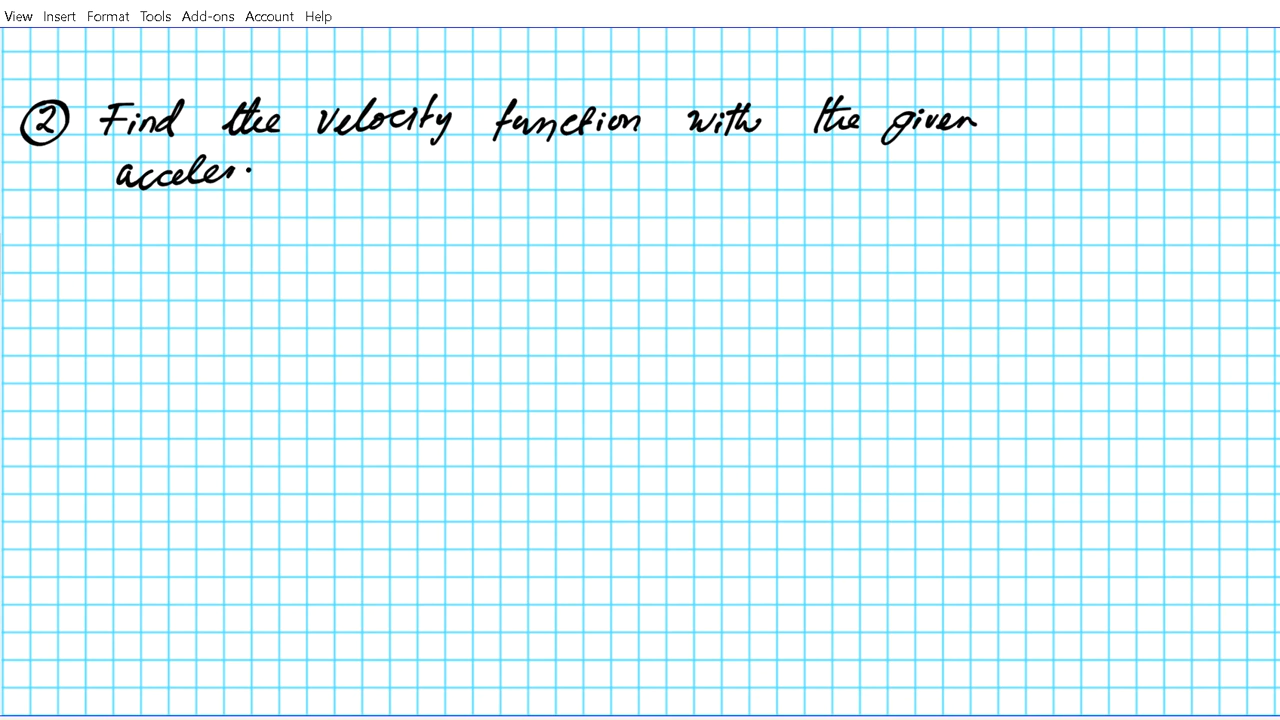 View Insert Format Tools Add-ons Account Help
② Find the velocity function with the given
acceler.